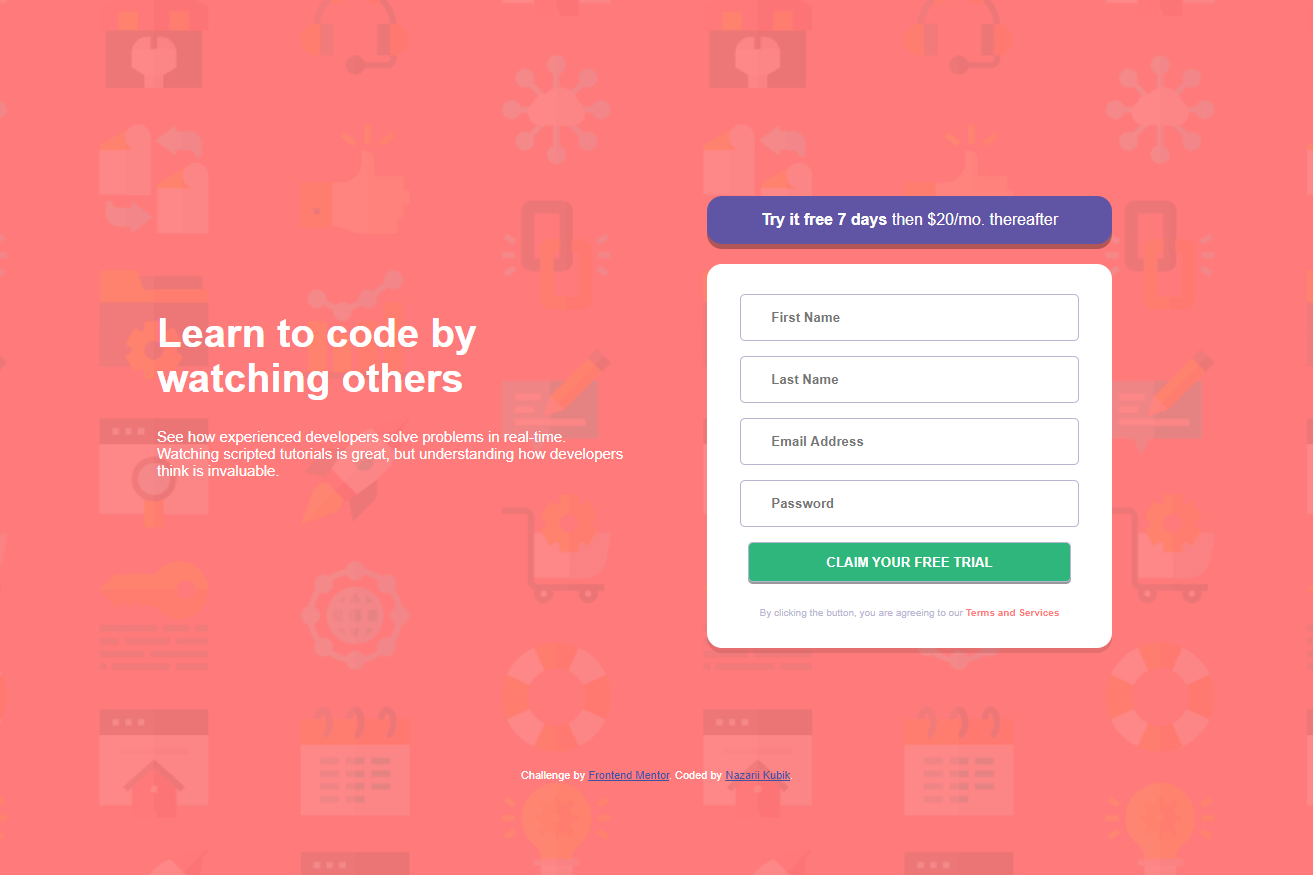 Learn to code by
watching others
See how experienced developers solve problems in real-time.
Watching scripted tutorials is great, but understanding how developers
think is invaluable.
Try it free 7 days then $20/mo. thereafter
First Name
Last Name
Email Address
Password
CLAIM YOUR FREE TRIAL
By clicking the button, you are agreeing to our Terms and Services
Challenge by Frontend Mentor. Coded by Nazarii Kubik